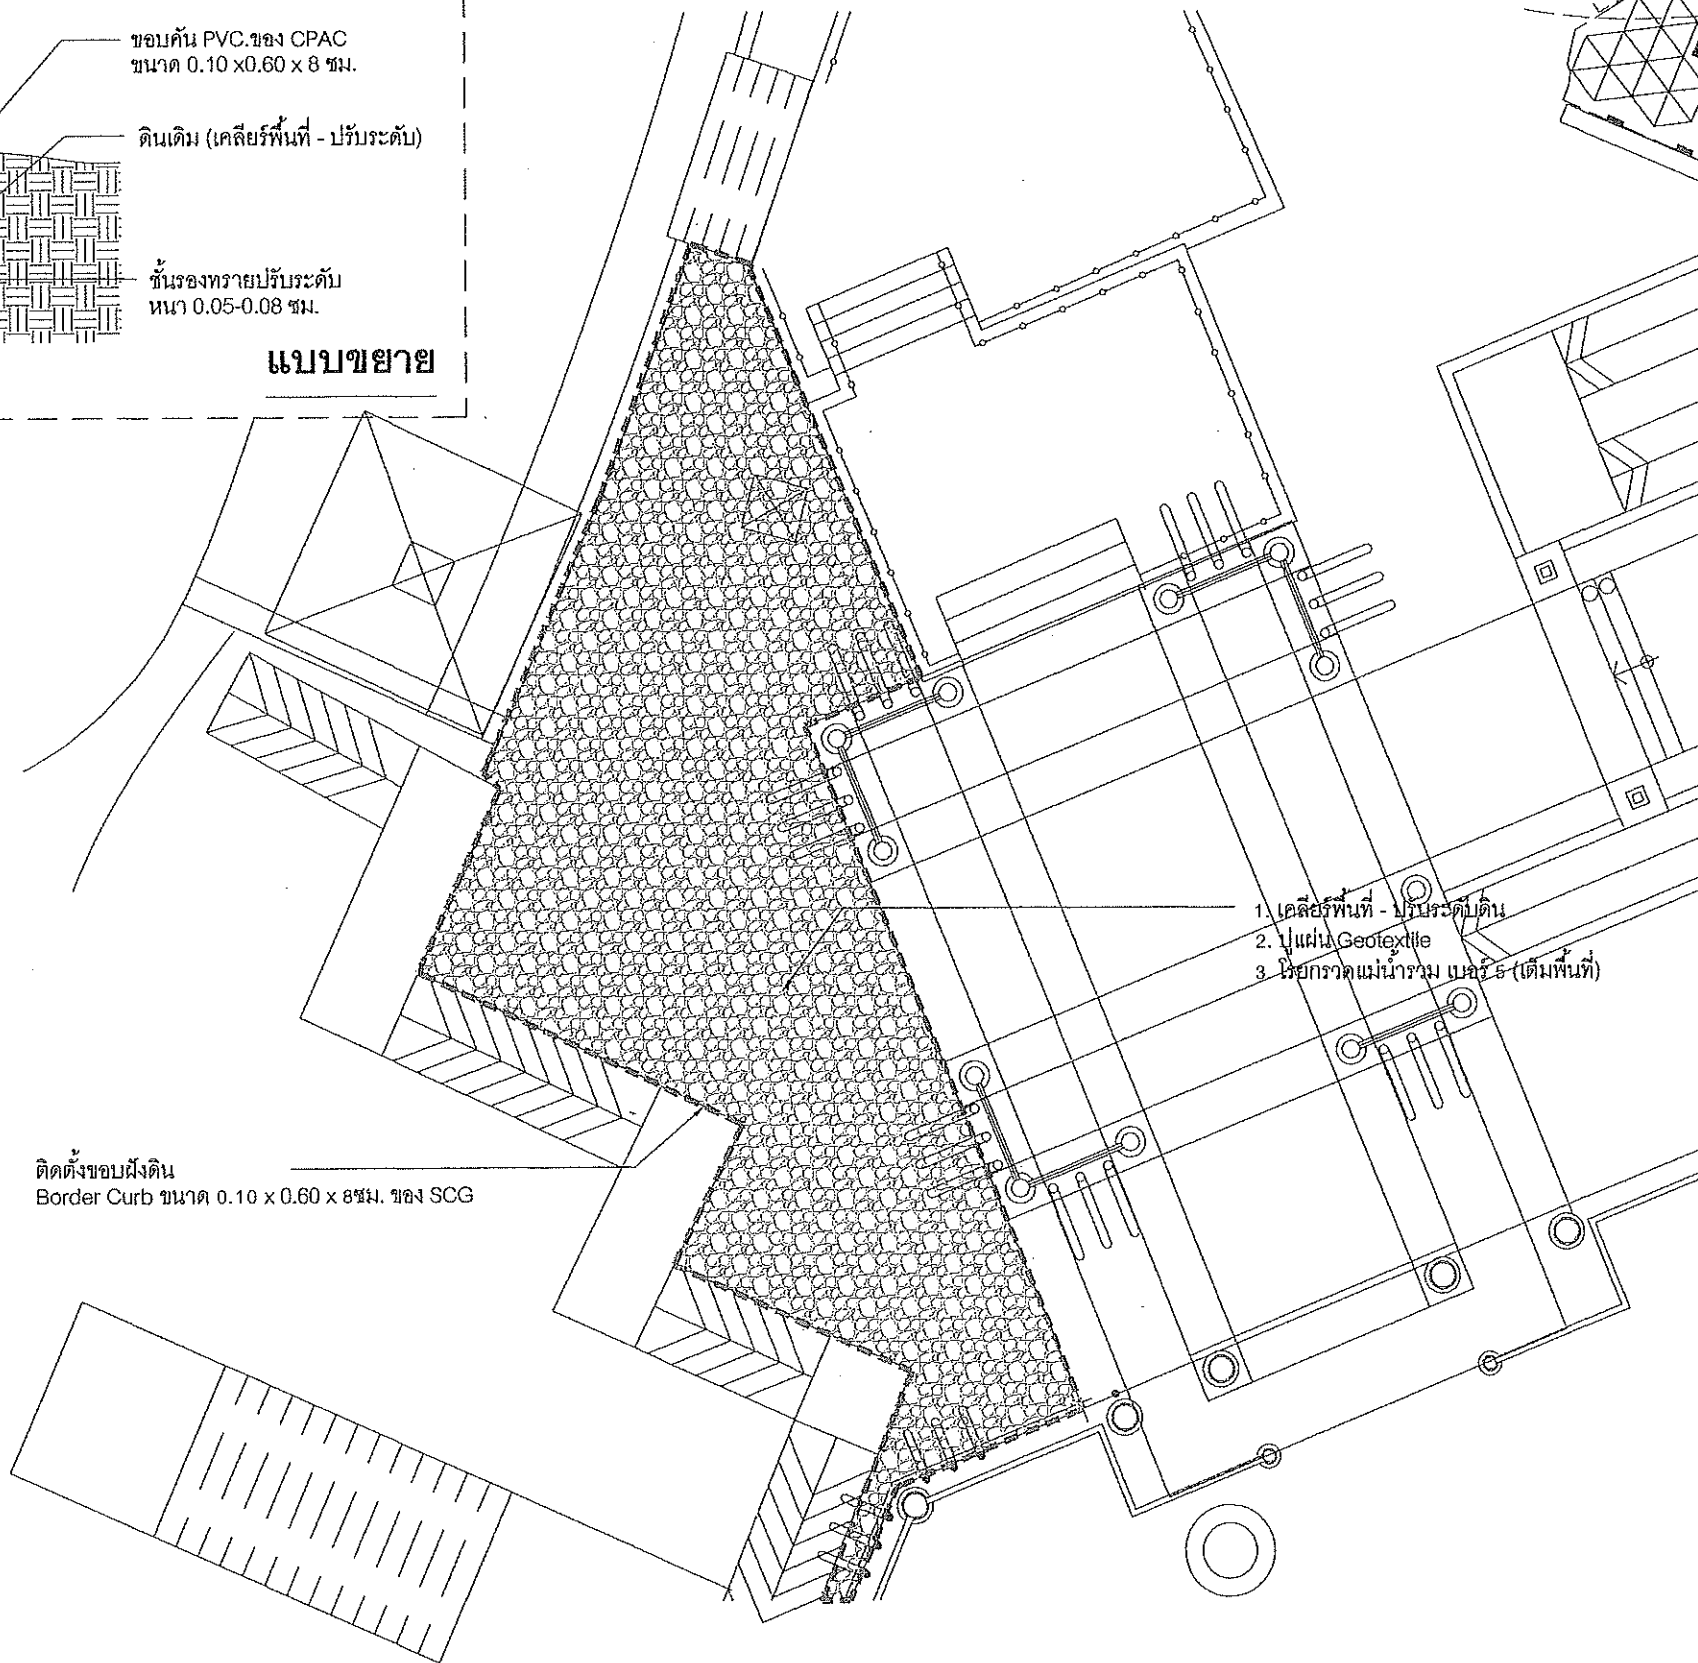 ขอบคัน PVC.ของ CPAC
ขนาด 0.10 x0.60 x 8 ซม.
ดินเดิม (เคลียร์พื้นที่ - ปรับระดับ)
ชั้นรองทรายปรับระดับ
หนา 0.05-0.08 ซม.
แบบขยาย
1. เคลียร์พื้นที่ - ปรับระดับดิน
2. ปูแผ่น Geotextile
3. โรยกรวดแม่น้ำรวม เบอร์ 5 (เต็มพื้นที่)
ติดตั้งขอบฝังดิน
Border Curb ขนาด 0.10 x 0.60 x 8ซม. ของ SCG